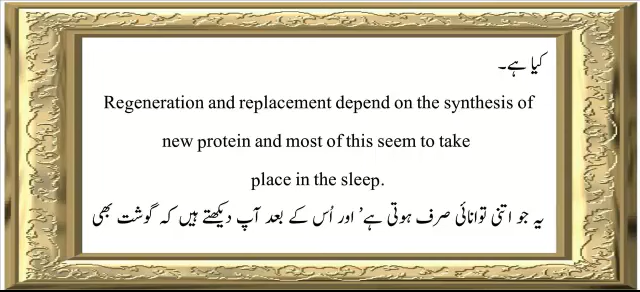 کیا ہے۔
Regeneration and replacement depend on the synthesis of
new protein and most of this seem to take
place in the sleep.
یہ جو اتنی توانائی صرف ہوتی ہے’ اور اُس کے بعد آپ دیکھتے ہیں کہ گوشت بھی